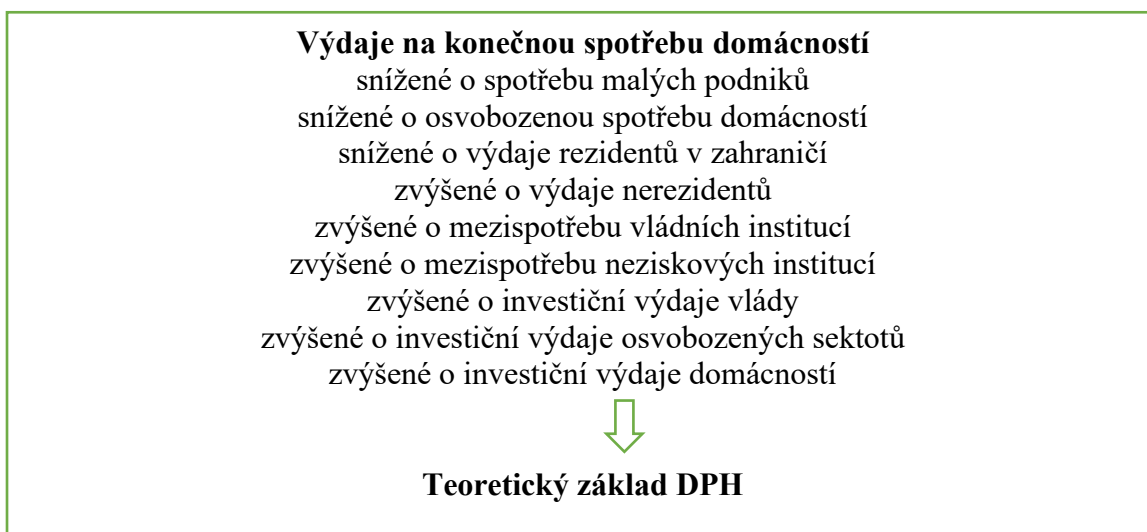 Výdaje na konečnou spotřebu domácností
snížené o spotřebu malých podniků
snížené o osvobozenou spotřebu domácností
snížené o výdaje rezidentů v zahraničí
zvýšené o výdaje nerezidentů
zvýšené o mezispotřebu vládních institucí
zvýšené o mezispotřebu neziskových institucí
zvýšené o investiční výdaje vlády
zvýšené o investiční výdaje osvobozených sektotů
zvýšené o investiční výdaje domácností
Teoretický základ DPH